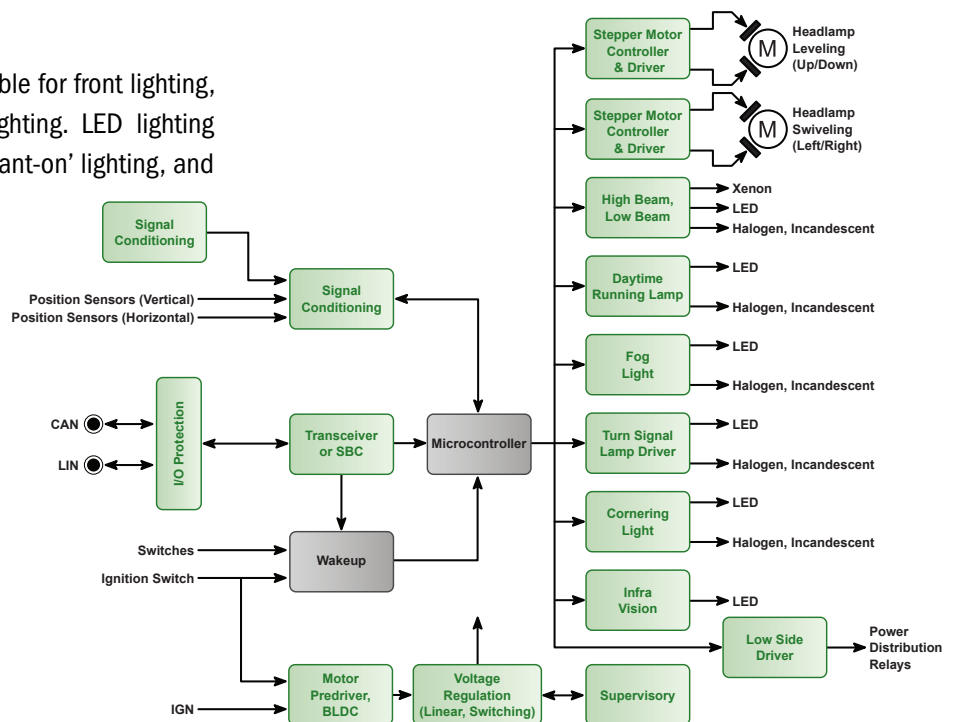 ble for front lighting,
ghting. LED lighting
ant-on' lighting, and
Signal
Conditioning
Position Sensors (Vertical)
Position Sensors (Horizontal)
Signal
Conditioning
CAN
LIN
I/O Protection
Transceiver
or SBC
Microcontroller
Switches
Ignition Switch
Wakeup
IGN
Motor
Predriver,
BLDC
Voltage
Regulation
(Linear, Switching)
Supervisory
Stepper Motor
Controller
& Driver
M
Headlamp
Leveling
(Up/Down)
Stepper Motor
Controller
& Driver
M
Headlamp
Swiveling
(Left/Right)
High Beam,
Low Beam
Xenon
LED
Halogen, Incandescent
Daytime
Running Lamp
LED
Halogen, Incandescent
Fog
Light
LED
Halogen, Incandescent
Turn Signal
Lamp Driver
LED
Halogen, Incandescent
Cornering
Light
LED
Halogen, Incandescent
Infra
Vision
LED
Low Side
Driver
Power
Distribution
Relays